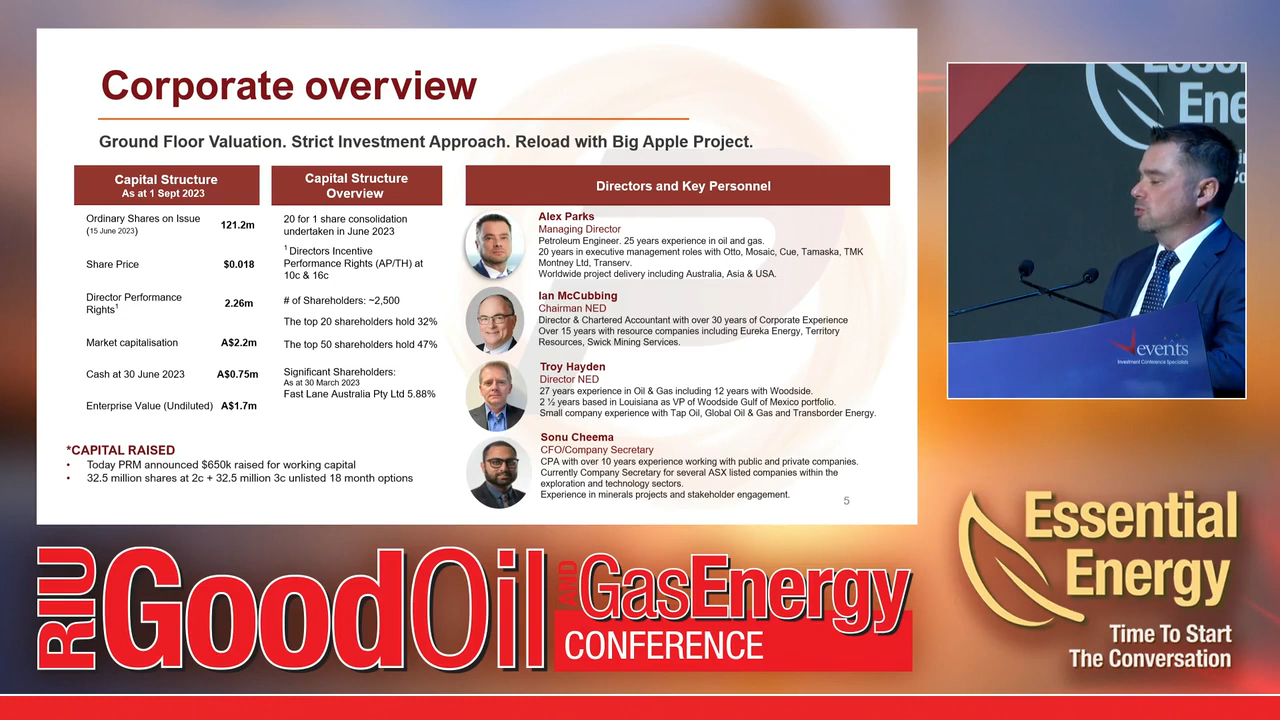 Corporate overview
Ground Floor Valuation. Strict Investment Approach. Reload with Big Apple Project.
Capital Structure
As at 1 Sept 2023
Ordinary Shares on Issue
(15 June 2023)
121.2m
Share Price
$0.018
Director Performance
Rights1
2.26m
Market capitalisation
A$2.2m
Cash at 30 June 2023
A$0.75m
Enterprise Value (Undiluted)
A$1.7m
Capital Structure
Overview
20 for 1 share consolidation
undertaken in June 2023
1 Directors Incentive
Performance Rights (AP/TH) at
10c & 16c
# of Shareholders: ~2,500
The top 20 shareholders hold 32%
The top 50 shareholders hold 47%
Significant Shareholders:
As at 30 March 2023
Fast Lane Australia Pty Ltd 5.88%
*CAPITAL RAISED
• Today PRM announced $650k raised for working capital
• 32.5 million shares at 2c + 32.5 million 3c unlisted 18 month options
Directors and Key Personnel
Alex Parks
Managing Director
Petroleum Engineer. 25 years experience in oil and gas.
20 years in executive management roles with Otto, Mosaic, Cue, Tamaska, TMK
Montney Ltd, Transerv.
Worldwide project delivery including Australia, Asia & USA.
Ian McCubbing
Chairman NED
Director & Chartered Accountant with over 30 years of Corporate Experience
Over 15 years with resource companies including Eureka Energy, Territory
Resources, Swick Mining Services.
Troy Hayden
Director NED
27 years experience in Oil & Gas including 12 years with Woodside.
2 ½ years based in Louisiana as VP of Woodside Gulf of Mexico portfolio.
Small company experience with Tap Oil, Global Oil & Gas and Transborder Energy.
Sonu Cheema
CFO/Company Secretary
CPA with over 10 years experience working with public and private companies.
Currently Company Secretary for several ASX listed companies within the
exploration and technology sectors.
Experience in minerals projects and stakeholder engagement.
5
Ene
events
Investment Conference Specialists
RIU GoodOil AND GasEnergy
CONFERENCE
Essential
Energy
Time To Start
The Conversation